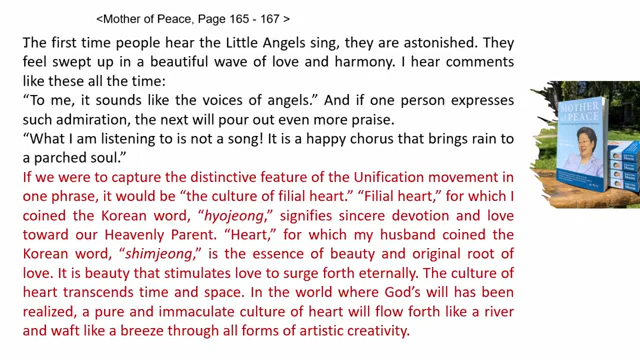 <Mother of Peace, Page 165 - 167 >
The first time people hear the Little Angels sing, they are astonished. They
feel swept up in a beautiful wave of love and harmony. I hear comments
like these all the time:
“To me, it sounds like the voices of angels.” And if one person expresses
such admiration, the next will pour out even more praise.
“What I am listening to is not a song! It is a happy chorus that brings rain to
a parched soul.”
If we were to capture the distinctive feature of the Unification movement in
one phrase, it would be “the culture of filial heart.” “Filial heart,” for which I
coined the Korean word, “hyojeong,” signifies sincere devotion and love
toward our Heavenly Parent. “Heart,” for which my husband coined the
Korean word, “shimjeong,” is the essence of beauty and original root of
love. It is beauty that stimulates love to surge forth eternally. The culture of
heart transcends time and space. In the world where God’s will has been
realized, a pure and immaculate culture of heart will flow forth like a river
and waft like a breeze through all forms of artistic creativity.
MOTHER
OF PEACE